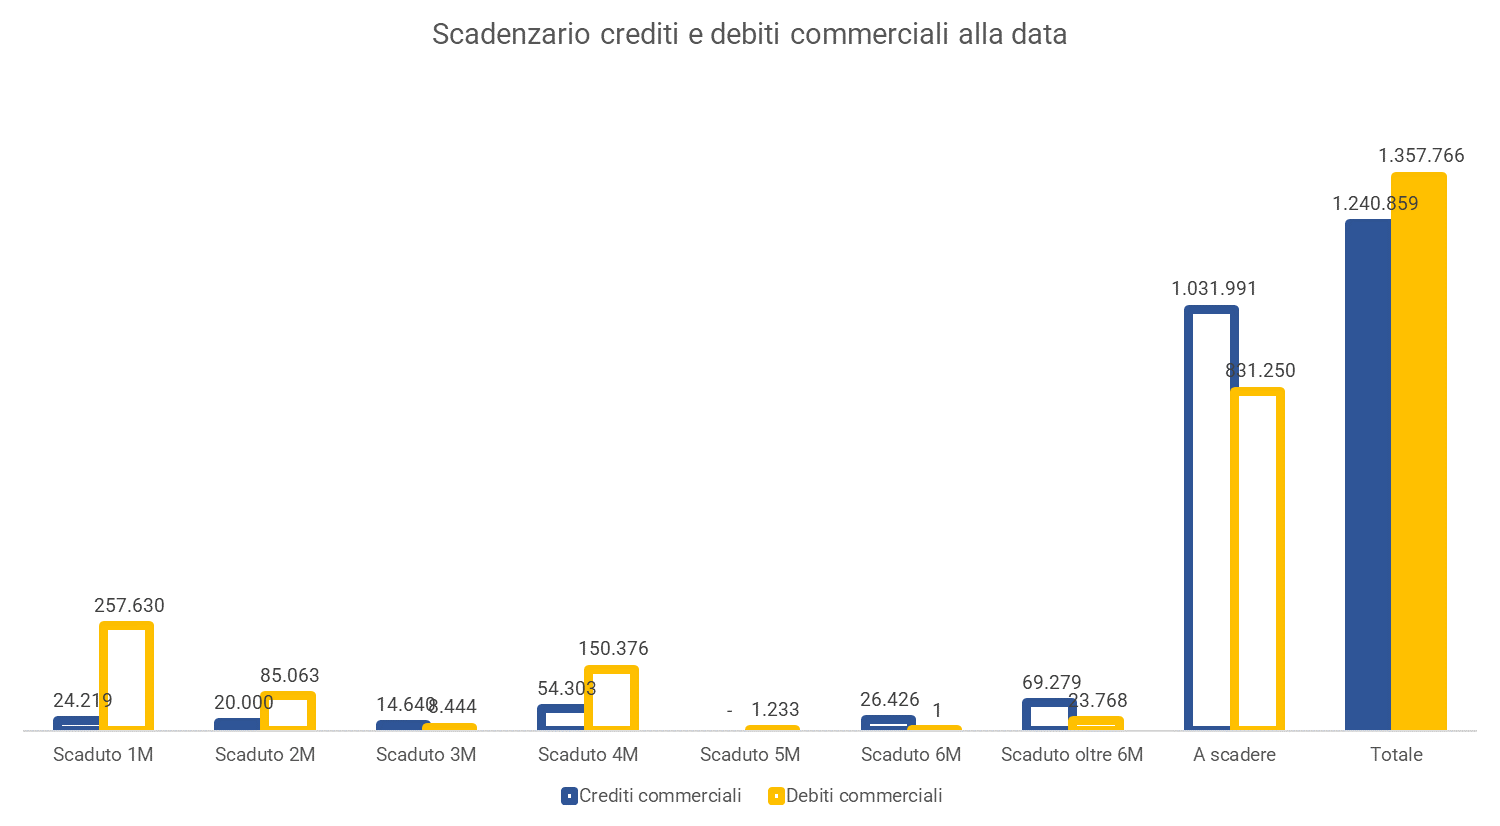 Scadenzario crediti e debiti commerciali alla data
1.357.766
1.240.859
1.031.991
831.250
257.630
24.219
85.063
20.000
14.640
8.444
150.376
54.303
-
1.233
26.426
1
69.279
23.768
Scaduto 1M
Scaduto 2M
Scaduto 3M
Scaduto 4M
Scaduto 5M
Scaduto 6M
Scaduto oltre 6M
A scadere
Totale
Crediti commerciali
Debiti commerciali